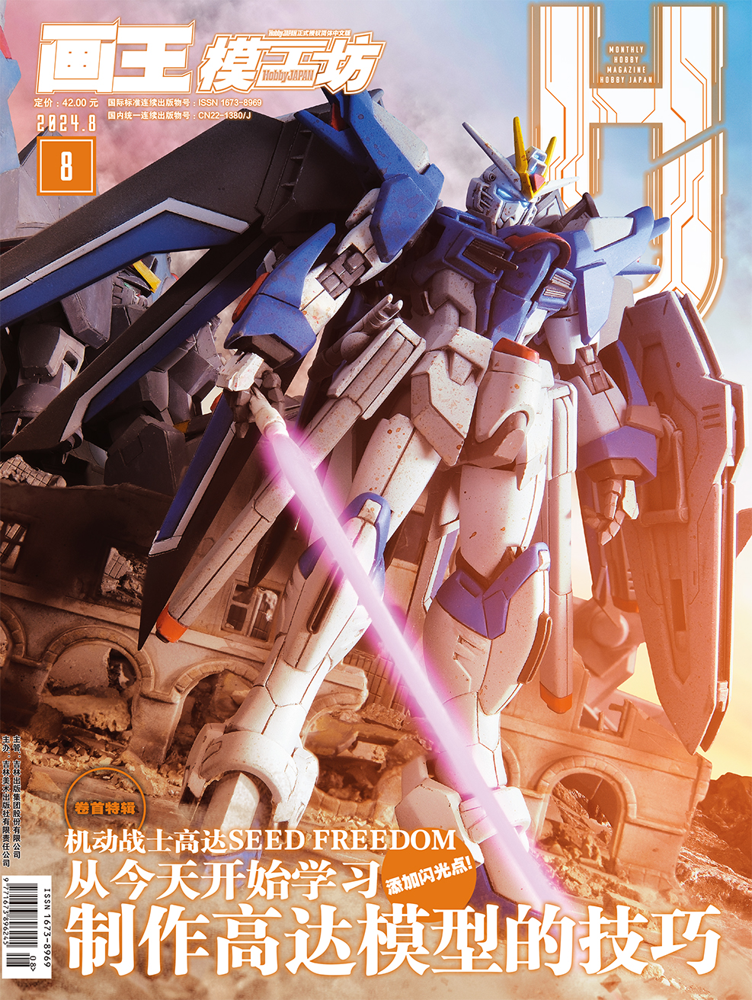 画王 模工坊
HobbyJAPAN正式授权简体中文版
HobbyJAPAN
MONTHLY
HOBBY
MAGAZINE
HOBBY JAPAN
H
定价：42.00 元
国际标准连续出版物号：ISSN 1673-8969
国内统一连续出版物号：CN22-1380/J
2024.8
8
主管：吉林出版集团股份有限公司
主办：吉林美术出版社有限责任公司
卷首特辑
机动战士高达SEED FREEDOM
从今天开始学习
添加闪光点!
制作高达模型的技巧
ISSN 1673-8969
9771673896245
08>